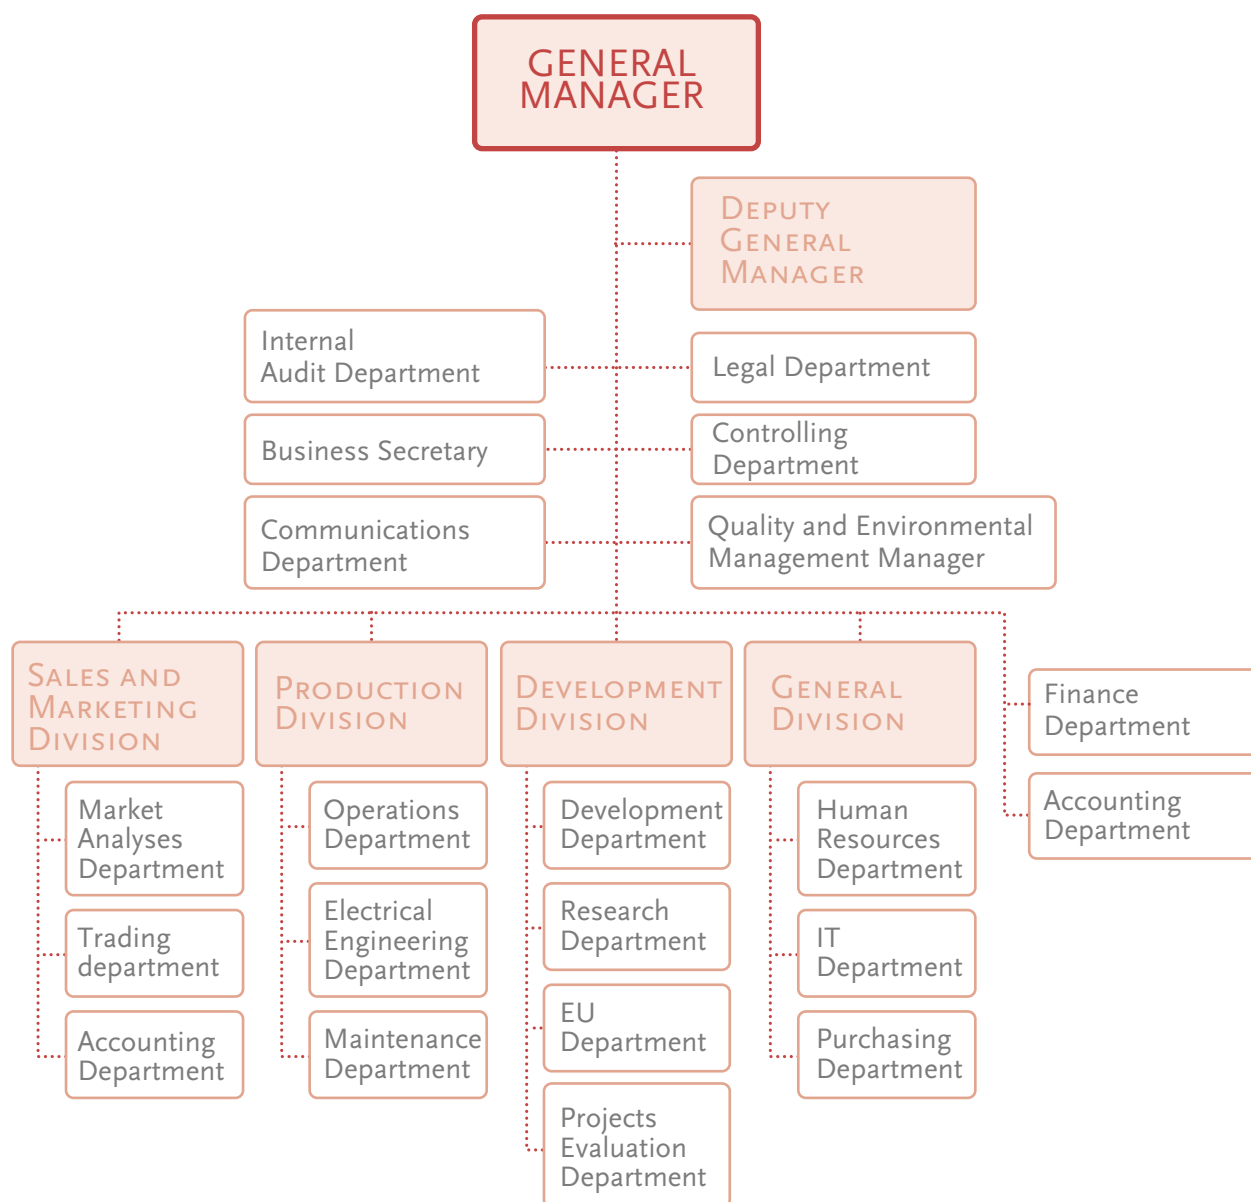 GENERAL
MANAGER
DEPUTY
GENERAL
MANAGER
Internal
Audit Department
Legal Department
Business Secretary
Controlling
Department
Communications
Department
Quality and Environmental
Management Manager
SALES AND
MARKETING
DIVISION
PRODUCTION
DIVISION
DEVELOPMENT
DIVISION
GENERAL
DIVISION
Finance
Department
Market
Analyses
Department
Operations
Department
Development
Department
Human
Resources
Department
Accounting
Department
Trading
department
Electrical
Engineering
Department
Research
Department
IT
Department
Accounting
Department
Maintenance
Department
EU
Department
Purchasing
Department
Projects
Evaluation
Department